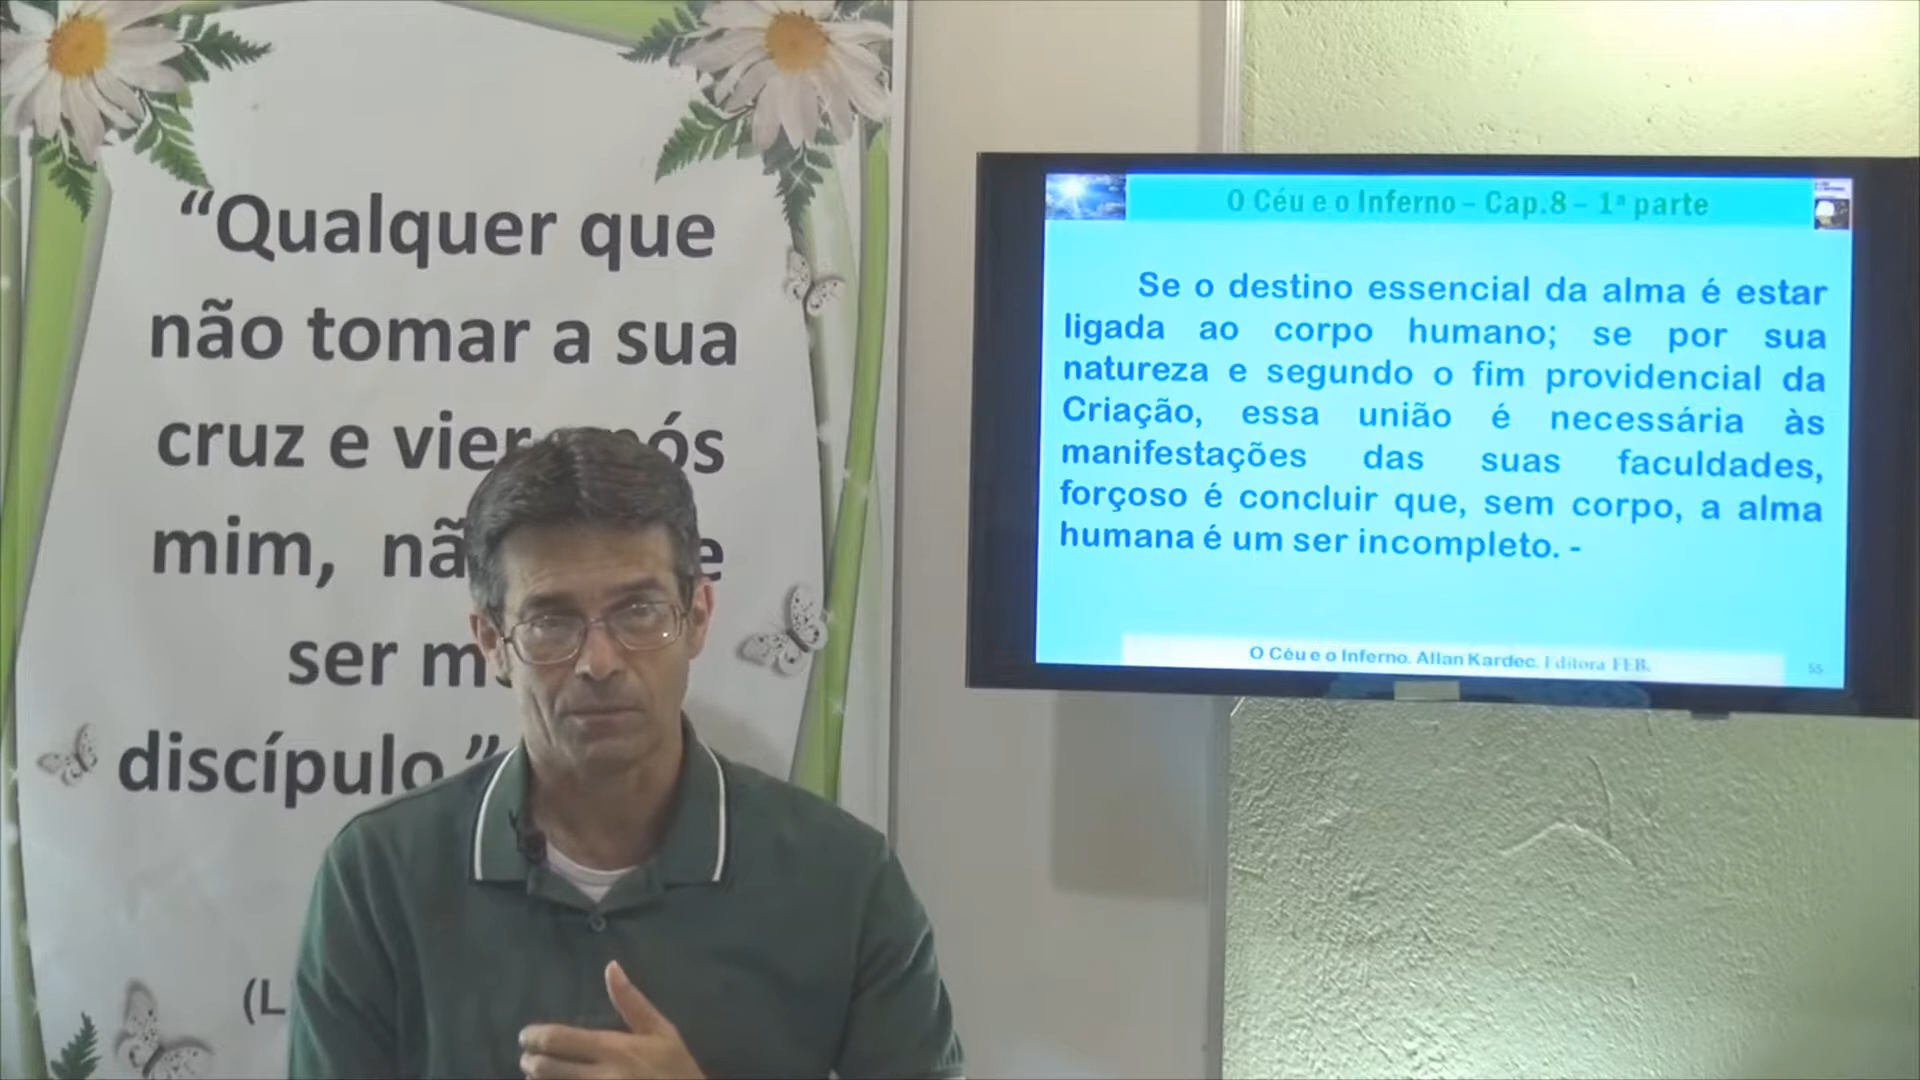 “Qualquer que
não tomar a sua
cruz e vier
mim,
ser
discípulo.”
(L
O Céu e o Inferno – Cap.8 – 1ª parte
Se o destino essencial da alma é estar
ligada ao corpo humano; se por sua
natureza e segundo o fim providencial da
Criação, essa união é necessária às
manifestações das suas faculdades,
forçoso é concluir que, sem corpo, a alma
humana é um ser incompleto. -
O Céu e o Inferno. Allan Kardec. Editora FEB.
55